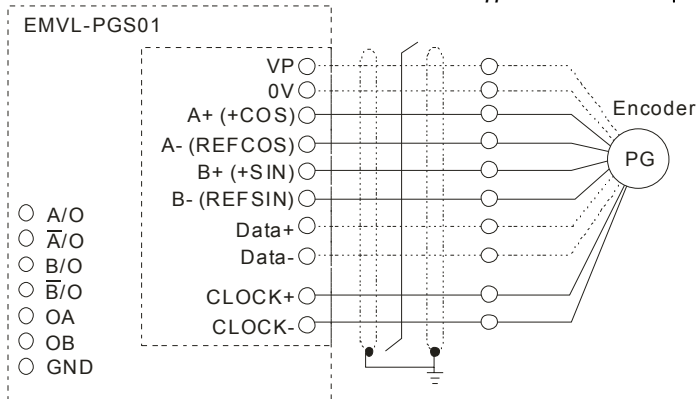 EMVL-PGS01
VP
0V
A+ (+COS)
A- (REFCOS)
B+ (+SIN)
B- (REFSIN)
Data+
Data-
CLOCK+
CLOCK-
Encoder
PG
A/O
A̅/O
B/O
B̅/O
OA
OB
GND